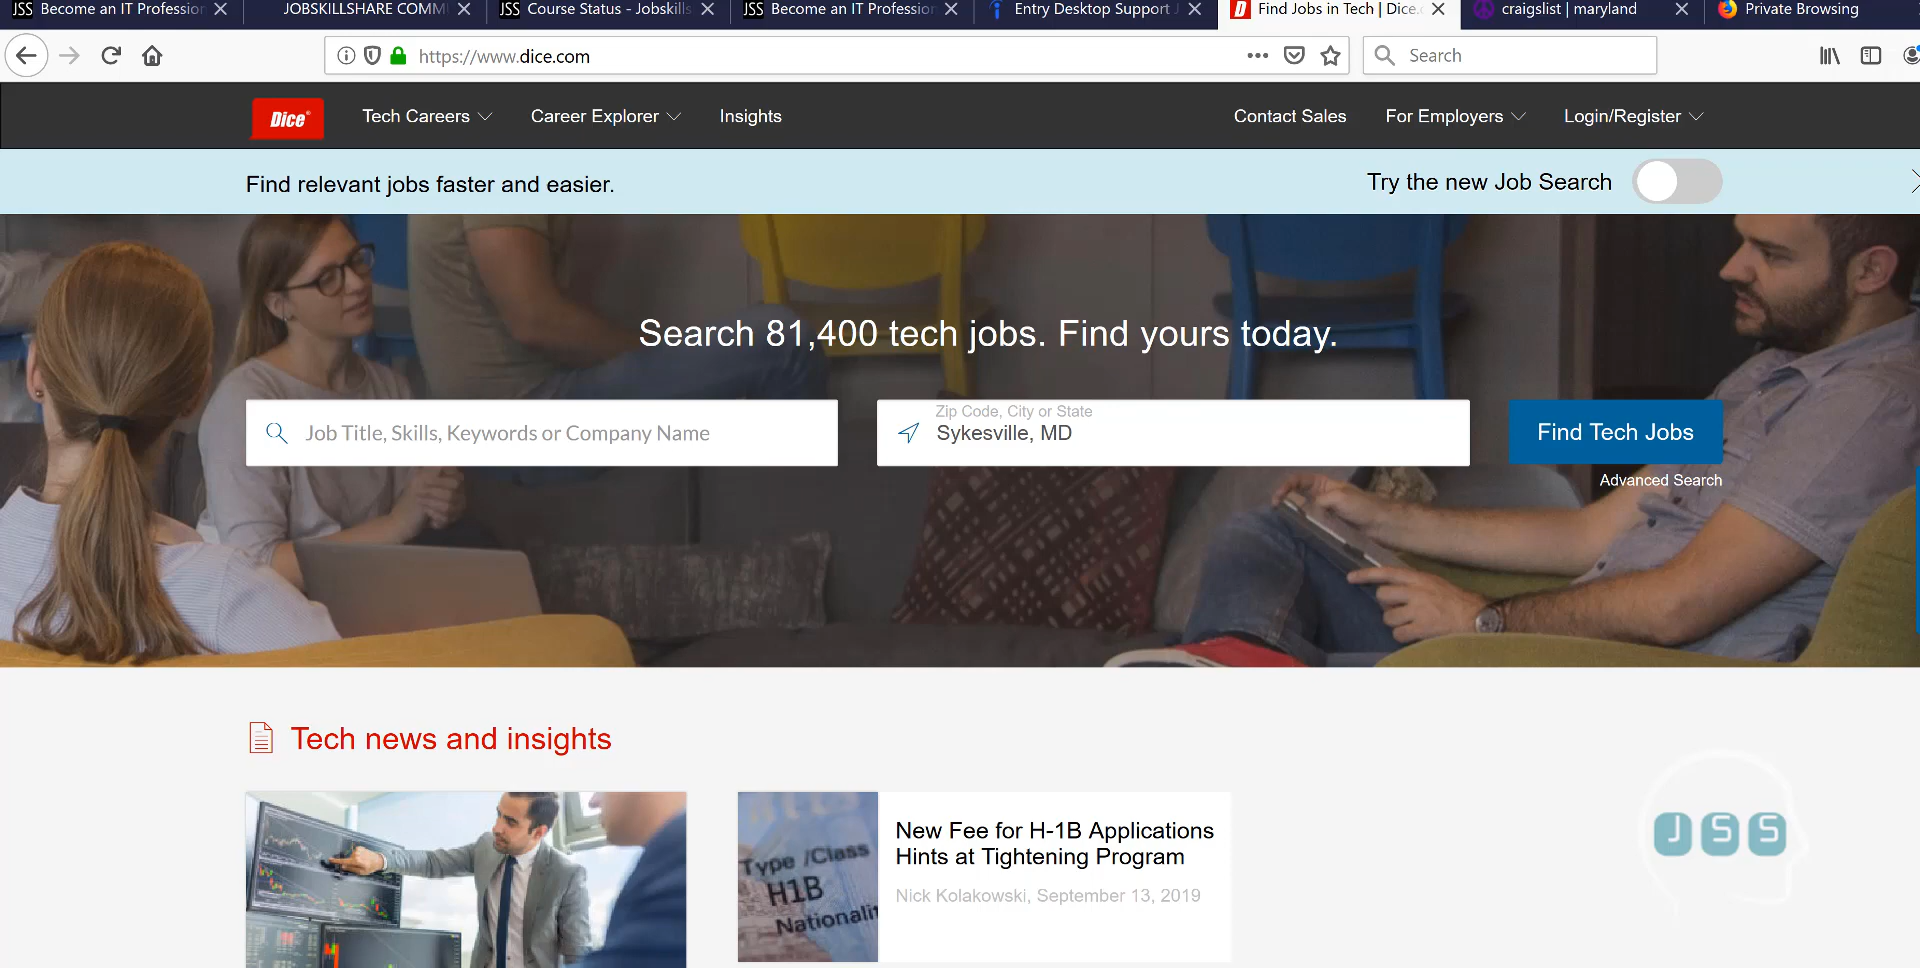 JSS Become an IT Profession
JOBSKILLSHARE COMM
JSS Course Status - Jobskills
JSS Become an IT Profession
Entry Desktop Support J
D Find Jobs in Tech | Dice.c
craigslist | maryland
Private Browsing
https://www.dice.com
Search
Dice
Tech Careers
Career Explorer
Insights
Contact Sales
For Employers
Login/Register
Find relevant jobs faster and easier.
Try the new Job Search
Search 81,400 tech jobs. Find yours today.
Job Title, Skills, Keywords or Company Name
Zip Code, City or State
Sykesville, MD
Find Tech Jobs
Advanced Search
Tech news and insights
Type /Class
H1B
Nationalit
New Fee for H-1B Applications
Hints at Tightening Program
Nick Kolakowski, September 13, 2019
JSS